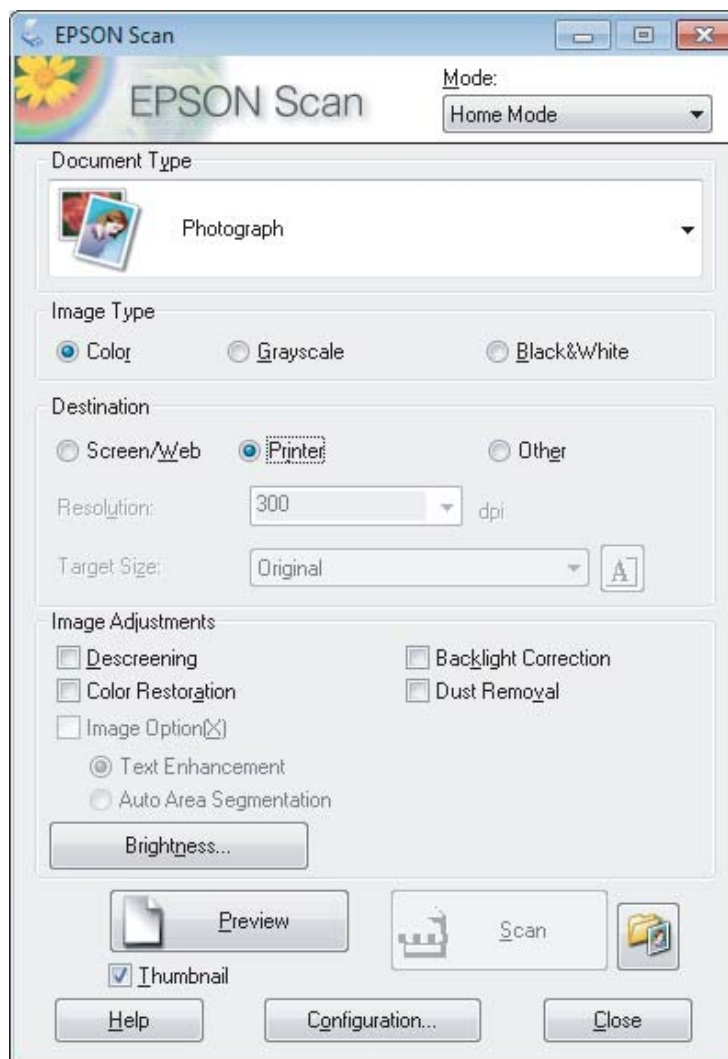 EPSON Scan
EPSON Scan
Mode:
Home Mode
Document Type
Photograph
Image Type
Color Grayscale Black&White
Destination
Screen/Web Printer Other
Resolution: 300 dpi
Target Size: Original A
Image Adjustments
Descreening Backlight Correction
Color Restoration Dust Removal
Image Option(X)
Text Enhancement
Auto Area Segmentation
Brightness...
Preview Scan
Thumbnail
Help Configuration... Close